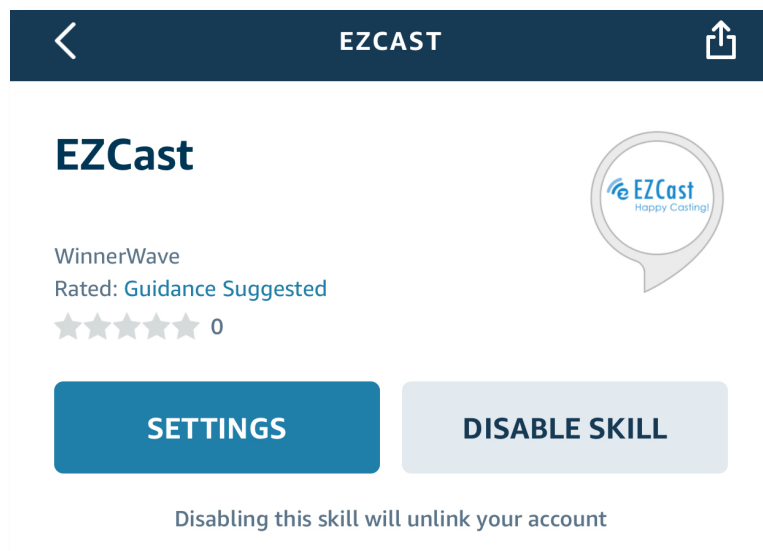 EZCAST
EZCast
EZCast
Happy Casting!
WinnerWave
Rated: Guidance Suggested
0
SETTINGS
DISABLE SKILL
Disabling this skill will unlink your account